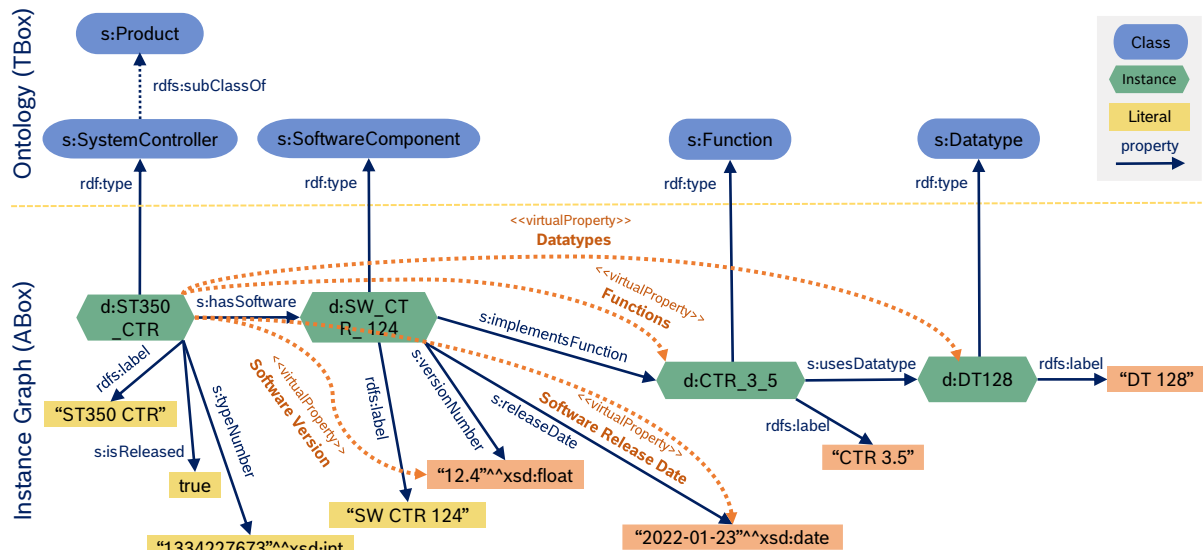 Ontology (TBox)
s:Product
rdfs:subClassOf
s:SystemController
s:SoftwareComponent
s:Function
s:Datatype
rdf:type
rdf:type
rdf:type
rdf:type
Class
Instance
Literal
property
Instance Graph (ABox)
<<virtualProperty>>
Datatypes
<<virtualProperty>>
Functions
d:ST350
_CTR
s:hasSoftware
d:SW_CT
R_124
s:implementsFunction
d:CTR_3_5
s:usesDatatype
d:DT128
rdfs:label
“DT 128”
rdfs:label
“ST350 CTR”
s:isReleased
true
s:typeNumber
“1334227673”^^xsd:int
<<virtualProperty>>
Software Version
rdfs:label
“SW CTR 124”
s:versionNumber
“12.4”^^xsd:float
s:releaseDate
<<virtualProperty>>
Software Release Date
“2022-01-23”^^xsd:date
rdfs:label
“CTR 3.5”